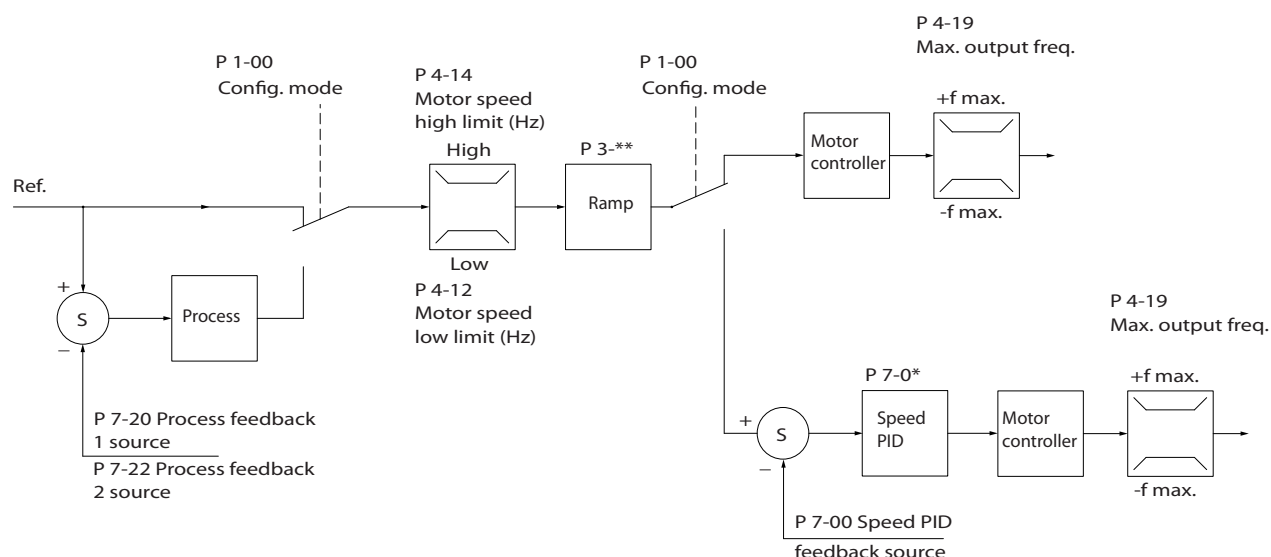 P 4-19
Max. output freq.
P 1-00
Config. mode
P 4-14
Motor speed
high limit (Hz)
High
P 3-**
Ramp
P 1-00
Config. mode
Motor
controller
+f max.
-f max.
Ref.
Low
P 4-12
Motor speed
low limit (Hz)
+
S
_
Process
P 7-20 Process feedback
1 source
P 7-22 Process feedback
2 source
P 4-19
Max. output freq.
+
S
_
P 7-0*
Speed
PID
Motor
controller
+f max.
-f max.
P 7-00 Speed PID
feedback source